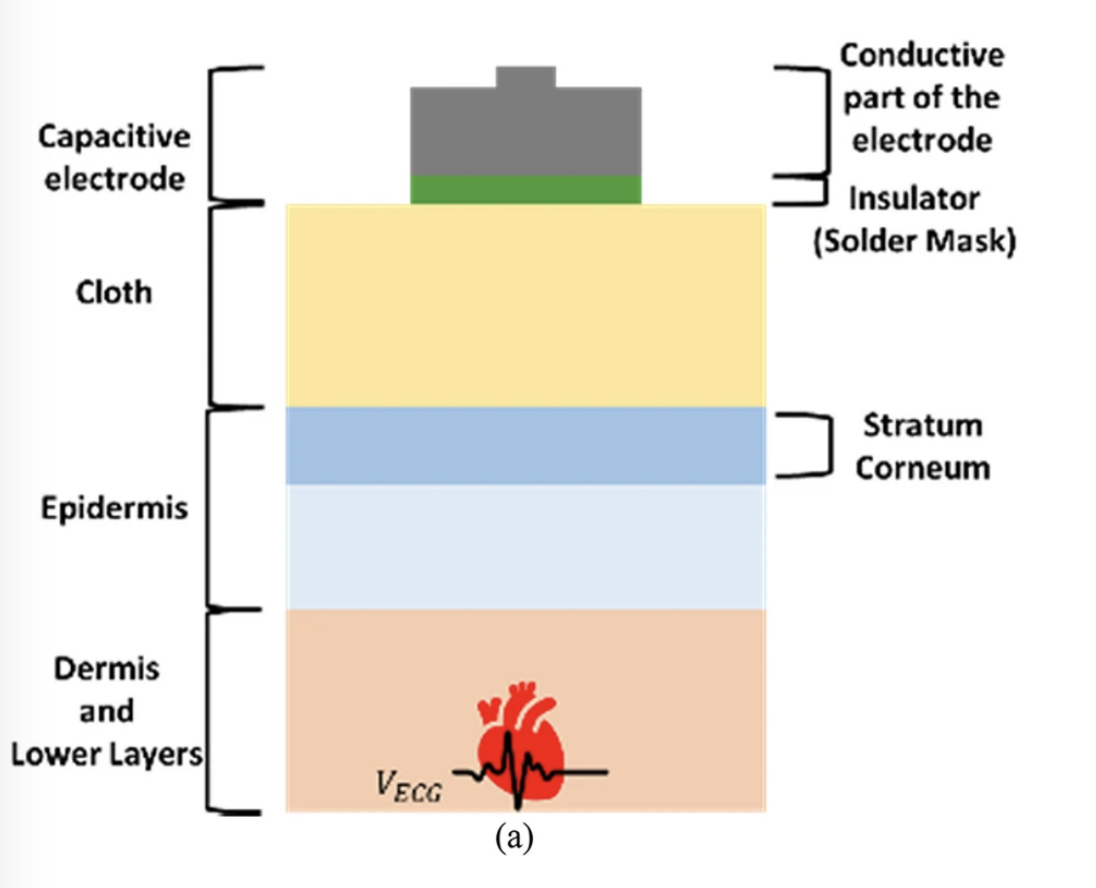 Conductive
part of the
electrode
Capacitive
electrode
Insulator
(Solder Mask)
Cloth
Stratum
Corneum
Epidermis
Dermis
and
Lower Layers
V_ECG
(a)